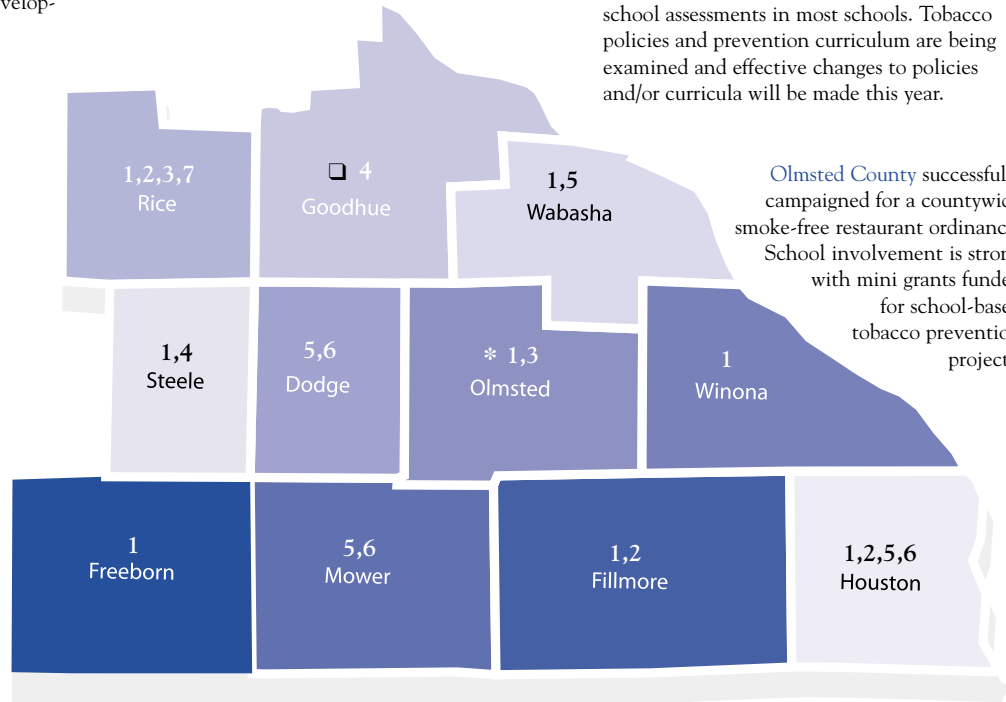 velop-
school assessments in most schools. Tobacco
policies and prevention curriculum are being
examined and effective changes to policies
and/or curricula will be made this year.
Olmsted County successful
campaigned for a countywid
smoke-free restaurant ordinanc
School involvement is stron
with mini grants funde
for school-base
tobacco preventio
project
1,2,3,7
Rice
❑ 4
Goodhue
1,5
Wabasha
1,4
Steele
5,6
Dodge
* 1,3
Olmsted
1
Winona
1
Freeborn
5,6
Mower
1,2
Fillmore
1,2,5,6
Houston